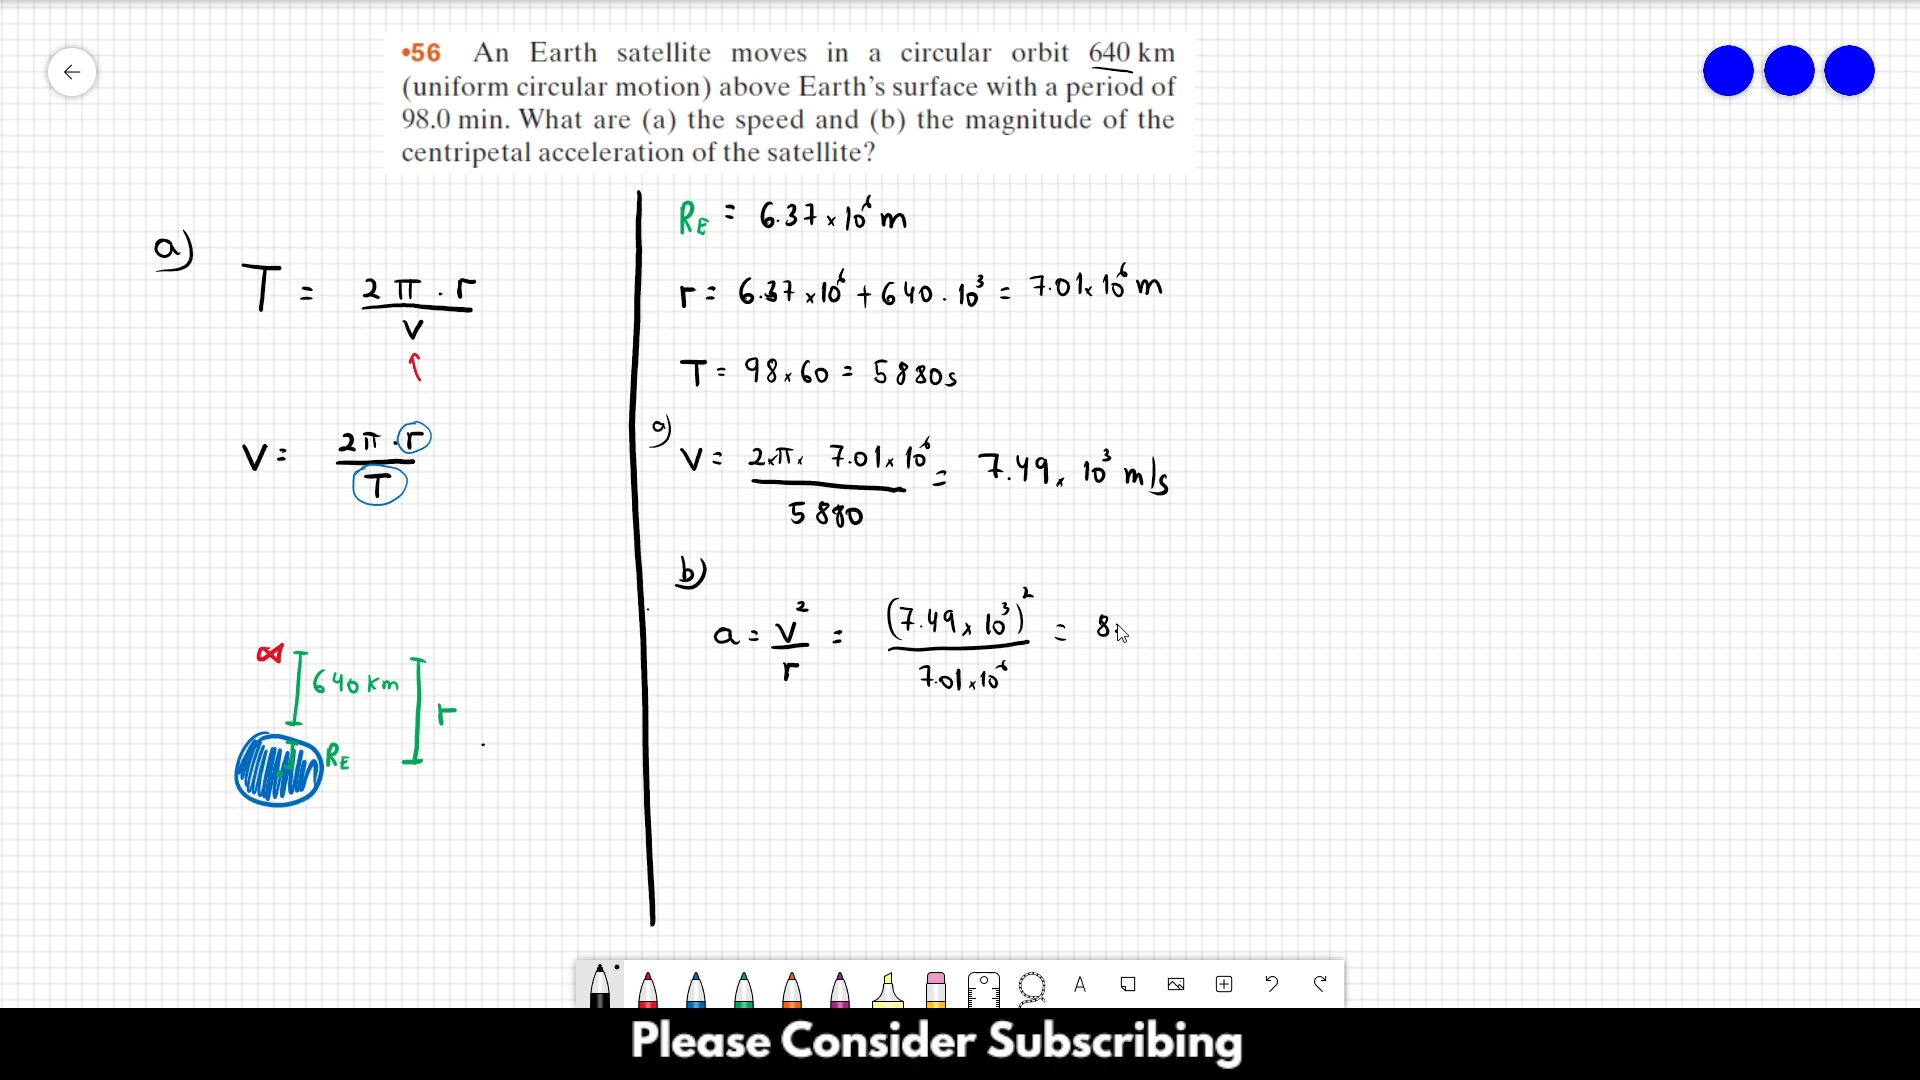 •56 An Earth satellite moves in a circular orbit 640 km
(uniform circular motion) above Earth's surface with a period of
98.0 min. What are (a) the speed and (b) the magnitude of the
centripetal acceleration of the satellite?
a)
T = 2π · r / v
v = 2π · r / T
640 km
r
RE
RE = 6.37 × 10^6 m
r = 6.37 × 10^6 + 640 · 10^3 = 7.01 × 10^6 m
T = 98 × 60 = 5880s
a)
v = 2 × π × 7.01 × 10^6 / 5880 = 7.49 × 10^3 m/s
b)
a = v^2 / r = (7.49 × 10^3)^2 / 7.01 × 10^6 = 8.
A
Please Consider Subscribing